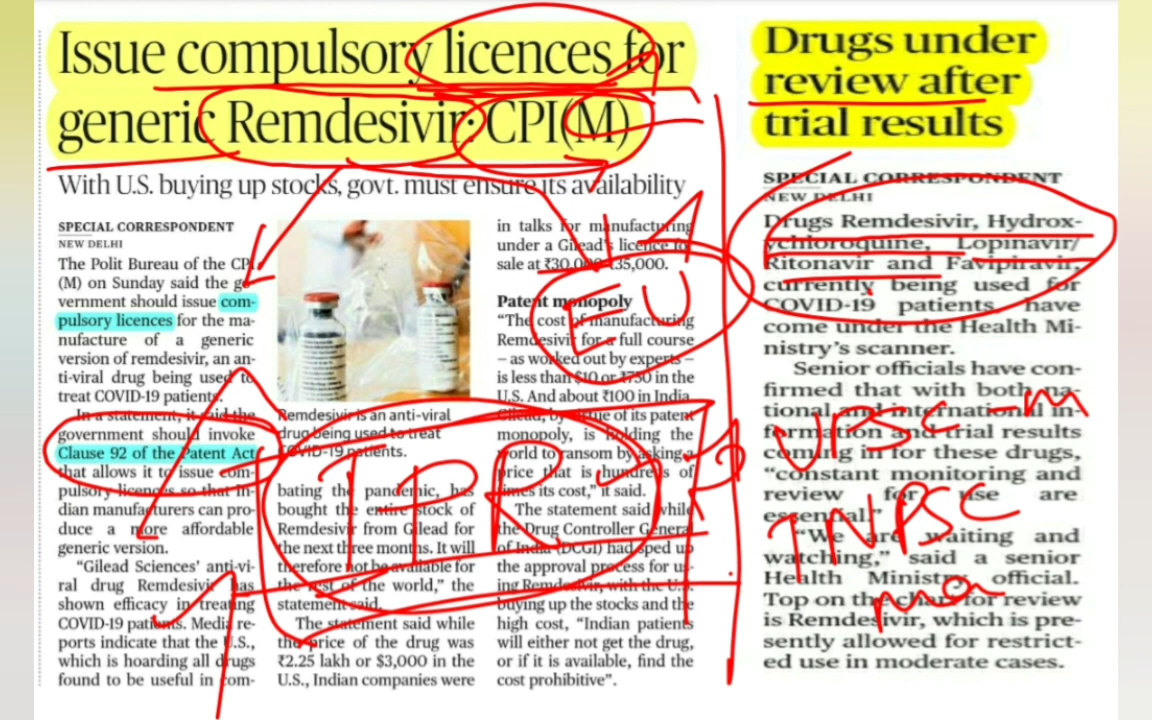 Issue compulsory licences for
generic Remdesivir: CPI(M)
With U.S. buying up stocks, govt. must ensure its availability
SPECIAL CORRESPONDENT
NEW DELHI
The Polit Bureau of the CPI
(M) on Sunday said the go-
vernment should issue com-
pulsory licences for the ma-
nufacture of a generic
version of remdesivir, an an-
ti-viral drug being used to
treat COVID-19 patients.
In a statement, it said the
government should invoke
Clause 92 of the Patent Act
that allows it to issue com-
pulsory licences so that In-
dian manufacturers can pro-
duce a more affordable
generic version.
"Gilead Sciences' anti-vi-
ral drug Remdesivir has
shown efficacy in treating
COVID-19 patients. Media re-
ports indicate that the U.S.,
which is hoarding all drugs
found to be useful in com-
Remdesivir is an anti-viral
drug being used to treat
COVID-19 patients.
bating the pandemic, has
bought the entire stock of
Remdesivir from Gilead for
the next three months. It will
therefore not be available for
the rest of the world," the
statement said.
The statement said while
the price of the drug was
₹2.25 lakh or $3,000 in the
U.S., Indian companies were
in talks for manufacturing
under a Gilead's licence for
sale at ₹30,000-₹35,000.
Patent monopoly
"The cost of manufacturing
Remdesivir for a full course
– as worked out by experts –
is less than $10 or ₹750 in the
U.S. And about ₹100 in India
Gilead, by virtue of its patent
monopoly, is holding the
world to ransom by asking a
price that is hundreds of
times its cost," it said.
The statement said while
the Drug Controller General
of India (DCGI) had sped up
the approval process for us-
ing Remdesivir, with the U.S.
buying up the stocks and the
high cost, "Indian patients
will either not get the drug,
or if it is available, find the
cost prohibitive".
EU
IPR
Drugs under
review after
trial results
SPECIAL CORRESPONDENT
NEW DELHI
Drugs Remdesivir, Hydrox-
ychloroquine, Lopinavir/
Ritonavir and Favipiravir,
currently being used for
COVID-19 patients, have
come under the Health Mi-
nistry's scanner.
Senior officials have con-
firmed that with both na-
tional and international in-
formation and trial results
coming in for these drugs,
"constant monitoring and
review for use are
essential."
"We are waiting and
watching," said a senior
Health Ministry official.
Top on the chart for review
is Remdesivir, which is pre-
sently allowed for restrict-
ed use in moderate cases.
UPSC - m
TNPSC